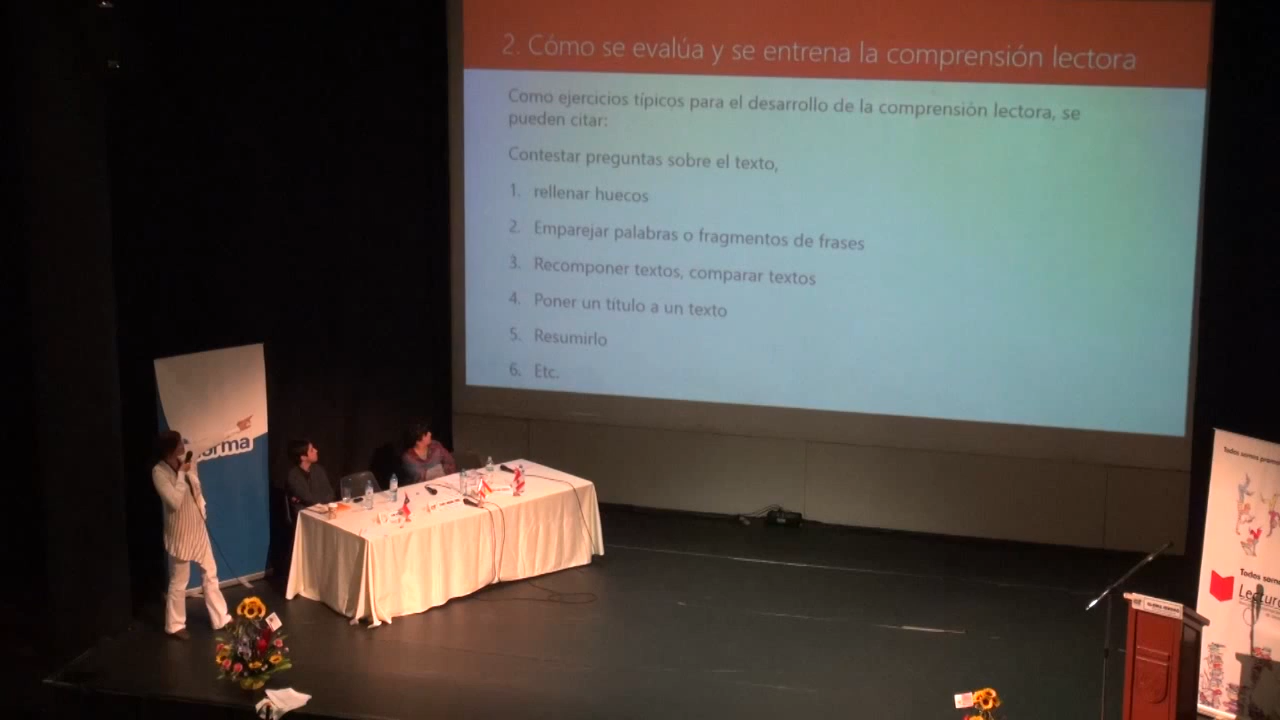 2. Cómo se evalúa y se entrena la comprensión lectora
Como ejercicios típicos para el desarrollo de la comprensión lectora, se
pueden citar:
Contestar preguntas sobre el texto,
1. rellenar huecos
2. Emparejar palabras o fragmentos de frases
3. Recomponer textos, comparar textos
4. Poner un título a un texto
5. Resumirlo
6. Etc.
Todos somos
Todos
Lectura